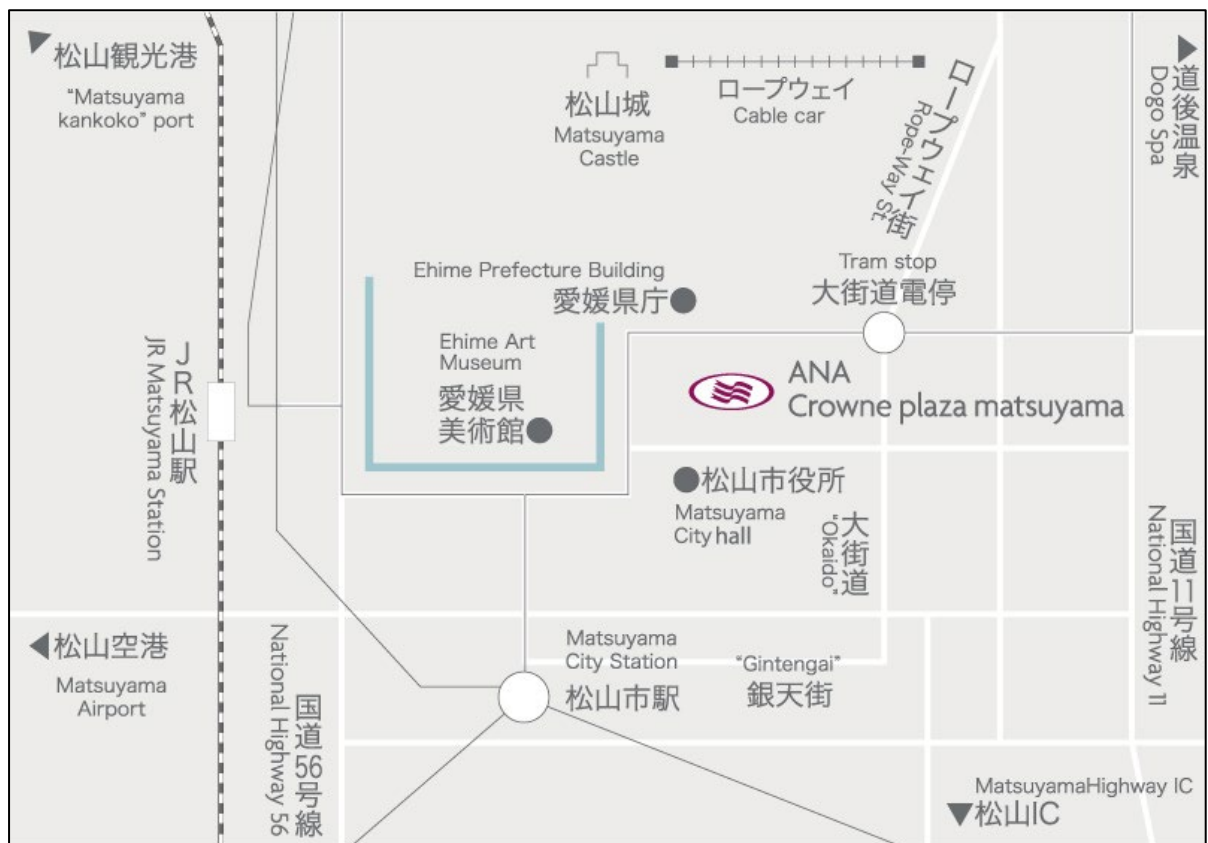 松山観光港
"Matsuyama
kankoko" port
松山城
Matsuyama
Castle
ロープウェイ
Cable car
ロープウェイ街
Rope-Way St.
道後温泉
Dogo Spa
Tram stop
大街道電停
Ehime Prefecture Building
愛媛県庁
Ehime Art
Museum
愛媛県
美術館
JR松山駅
JR Matsuyama Station
ANA
Crowne plaza matsuyama
松山市役所
Matsuyama
City hall
大街道
"Okaido"
国道11号線
National Highway 11
松山空港
Matsuyama
Airport
国道56号線
National Highway 56
Matsuyama
City Station
松山市駅
"Gintengai"
銀天街
MatsuyamaHighway IC
松山IC